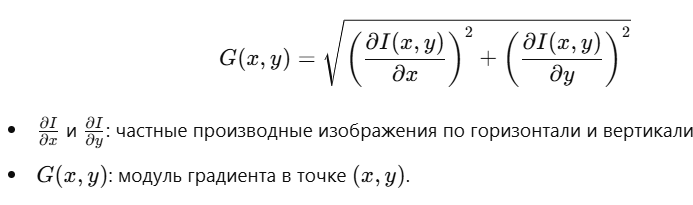 G(x, y) = √((∂I(x, y)/∂x)² + (∂I(x, y)/∂y)²)
• ∂I/∂x и ∂I/∂y: частные производные изображения по горизонтали и вертикали
• G(x, y): модуль градиента в точке (x, y).